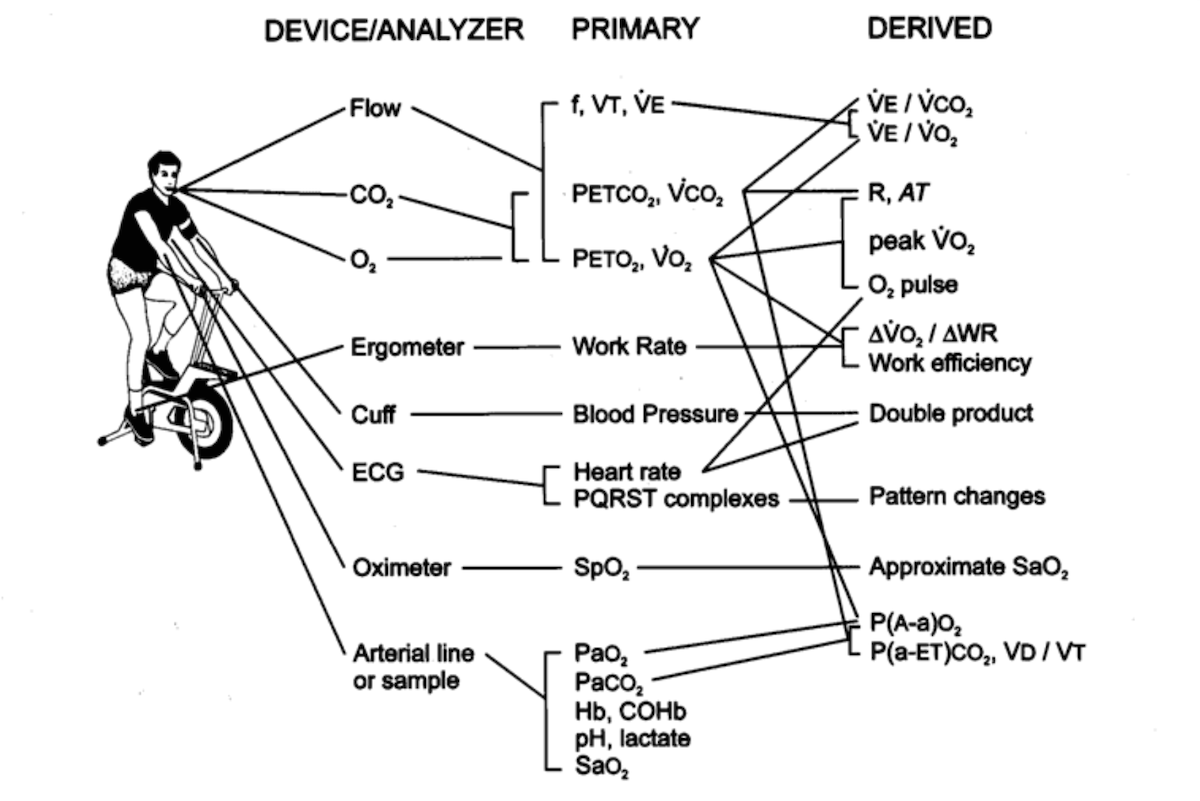 DEVICE/ANALYZER PRIMARY DERIVED
Flow f, VT, V̇E V̇E / V̇CO₂
V̇E / V̇O₂
CO₂ PETCO₂, V̇CO₂ R, AT
peak V̇O₂
O₂ PETO₂, V̇O₂
O₂ pulse
ΔV̇O₂ / ΔWR
Ergometer Work Rate
Work efficiency
Cuff Blood Pressure Double product
ECG Heart rate
PQRST complexes Pattern changes
Oximeter SpO₂ Approximate SaO₂
P(A-a)O₂
Arterial line PaO₂ P(a-ET)CO₂, VD / VT
or sample PaCO₂
Hb, COHb
pH, lactate
SaO₂